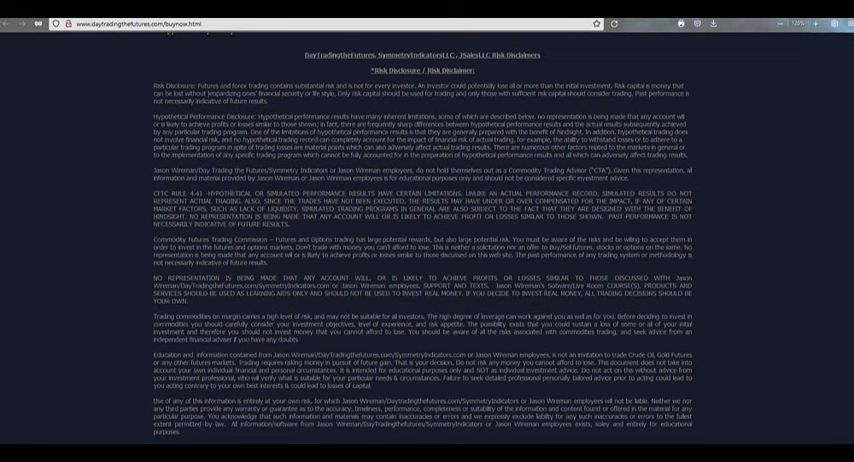 www.daytradingthefutures.com/buynow.html
120%
DayTradingtheFutures, SymmetryIndicatorsLLC , JSalesLLC Risk Disclaimers
*Risk Disclosure / Risk Disclaimer:
Risk Disclosure: Futures and forex trading contains substantial risk and is not for every investor. An investor could potentially lose all or more than the initial investment. Risk capital is money that
can be lost without jeopardizing ones' financial security or life style. Only risk capital should be used for trading and only those with sufficient risk capital should consider trading. Past performance is
not necessarily indicative of future results.
Hypothetical Performance Disclosure: Hypothetical performance results have many inherent limitations, some of which are described below. no representation is being made that any account will
or is likely to achieve profits or losses similar to those shown; in fact, there are frequently sharp differences between hypothetical performance results and the actual results subsequently achieved
by any particular trading program. One of the limitations of hypothetical performance results is that they are generally prepared with the benefit of hindsight. In addition, hypothetical trading does
not involve financial risk, and no hypothetical trading record can completely account for the impact of financial risk of actual trading. for example, the ability to withstand losses or to adhere to a
particular trading program in spite of trading losses are material points which can also adversely affect actual trading results. There are numerous other factors related to the markets in general or
to the implementation of any specific trading program which cannot be fully accounted for in the preparation of hypothetical performance results and all which can adversely affect trading results.
Jason Wireman/Day Trading the Futures/Symmetry Indicators or Jason Wireman employees, do not hold themselves out as a Commodity Trading Advisor ("CTA"). Given this representation, all
information and material provided by Jason Wireman or Jason Wireman employees is for educational purposes only and should not be considered specific investment advice.
CFTC RULE 4.41 -HYPOTHETICAL OR SIMULATED PERFORMANCE RESULTS HAVE CERTAIN LIMITATIONS. UNLIKE AN ACTUAL PERFORMANCE RECORD, SIMULATED RESULTS DO NOT
REPRESENT ACTUAL TRADING. ALSO, SINCE THE TRADES HAVE NOT BEEN EXECUTED, THE RESULTS MAY HAVE UNDER OR OVER COMPENSATED FOR THE IMPACT, IF ANY OF CERTAIN
MARKET FACTORS, SUCH AS LACK OF LIQUIDITY. SIMULATED TRADING PROGRAMS IN GENERAL ARE ALSO SUBJECT TO THE FACT THAT THEY ARE DESIGNED WITH THE BENEFIT OF
HINDSIGHT. NO REPRESENTATION IS BEING MADE THAT ANY ACCOUNT WILL OR IS LIKELY TO ACHIEVE PROFIT OR LOSSES SIMILAR TO THOSE SHOWN. PAST PERFORMANCE IS NOT
NECESSARILY INDICATIVE OF FUTURE RESULTS.
Commodity Futures Trading Commission – Futures and Options trading has large potential rewards, but also large potential risk. You must be aware of the risks and be willing to accept them in
order to invest in the futures and options markets. Don't trade with money you can't afford to lose. This is neither a solicitation nor an offer to Buy/Sell futures, stocks or options on the same. No
representation is being made that any account will or is likely to achieve profits or losses similar to those discussed on this web site. The past performance of any trading system or methodology is
not necessarily indicative of future results.
NO REPRESENTATION IS BEING MADE THAT ANY ACCOUNT WILL, OR IS LIKELY TO ACHIEVE PROFITS OR LOSSES SIMILAR TO THOSE DISCUSSED WITH Jason
Wireman/DayTradingtheFutures.com/SymmetryIndicators.com or Jason Wireman employees, SUPPORT AND TEXTS. Jason Wireman's Sotware/Live Room COURSE(S). PRODUCTS AND
SERVICES SHOULD BE USED AS LEARNING AIDS ONLY AND SHOULD NOT BE USED TO INVEST REAL MONEY. IF YOU DECIDE TO INVEST REAL MONEY, ALL TRADING DECISIONS SHOULD BE
YOUR OWN.
Trading commodities on margin carries a high level of risk, and may not be suitable for all investors. The high degree of leverage can work against you as well as for you. Before deciding to invest in
commodities you should carefully consider your investment objectives, level of experience, and risk appetite. The possibility exists that you could sustain a loss of some or all of your initial
investment and therefore you should not invest money that you cannot afford to lose. You should be aware of all the risks associated with commodities trading, and seek advice from an
independent financial adviser if you have any doubts
Education and information contained from Jason Wireman/DayTradingtheFutures.com/SymmetryIndicators.com or Jason Wireman employees, is not an invitation to trade Crude Oil, Gold Futures
or any other futures markets. Trading requires risking money in pursuit of future gain. That is your decision. Do not risk any money you cannot afford to lose. This document does not take into
account your own individual financial and personal circumstances. It is intended for educational purposes only and NOT as individual investment advice. Do not act on this without advice from
your investment professional, who will verify what is suitable for your particular needs & circumstances. Failure to seek detailed professional personally tailored advice prior to acting could lead to
you acting contrary to your own best interests & could lead to losses of capital.
Use of any of this information is entirely at your own risk, for which Jason Wireman/Daytradingthefutures.com/SymmetryIndicators or Jason Wireman employees will not be liable. Neither we nor
any third parties provide any warranty or guarantee as to the accuracy, timeliness, performance, completeness or suitability of the information and content found or offered in the material for any
particular purpose. You acknowledge that such information and materials may contain inaccuracies or errors and we expressly exclude liability for any such inaccuracies or errors to the fullest
extent permitted by law. All information/software from Jason Wireman/DayTradingtheFutures/SymmetryIndicators or Jason Wireman employees exists, soley and entirely for educational
purposes.